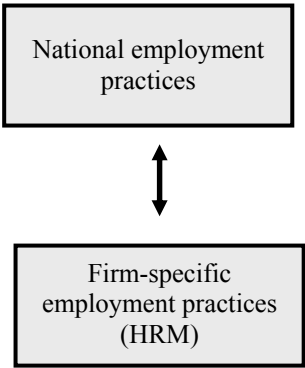 National employment
practices
Firm-specific
employment practices
(HRM)